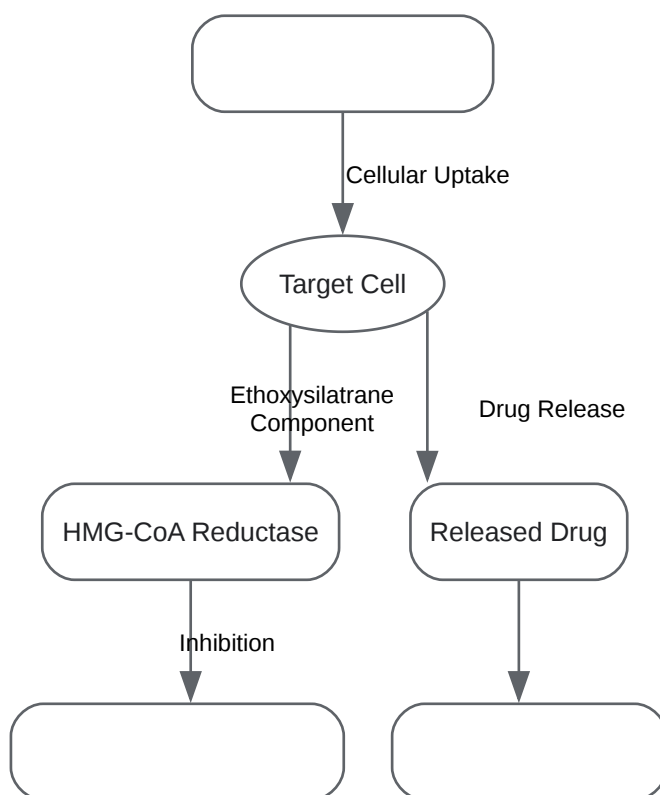 Cellular Uptake
Target Cell
Ethoxysilatrane
Component
Drug Release
HMG-CoA Reductase
Released Drug
Inhibition